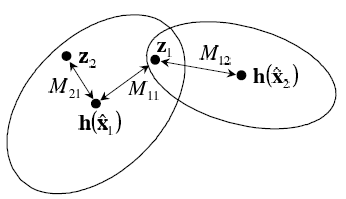 z₁ M₁₂
z₂
h(x̂₂)
M₂₁ M₁₁
h(x̂₁)